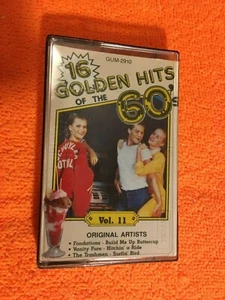 GUM-2910
16
GOLDEN HITS
OF THE 60's
Vol. 11
ORIGINAL ARTISTS
• Foundations - Build Me Up Buttercup
• Vanity Fare - Hitchin' a Ride
• The Trashmen - Surfin' Bird